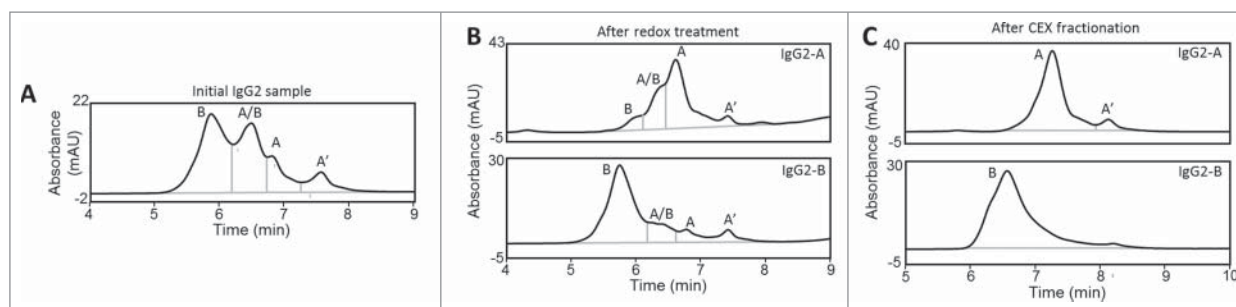 A
Initial IgG2 sample
22
-2
Absorbance
(mAU)
B
A/B
A
A'
4 5 6 7 8 9
Time (min)
B
After redox treatment
IgG2-A
43
-5
B
A/B
A
A'
IgG2-B
30
-5
B
A/B
A
A'
Absorbance (mAU)
4 5 6 7 8 9
Time (min)
C
After CEX fractionation
IgG2-A
40
-5
A
A'
IgG2-B
30
-5
B
Absorbance (mAU)
5 6 7 8 9 10
Time (min)